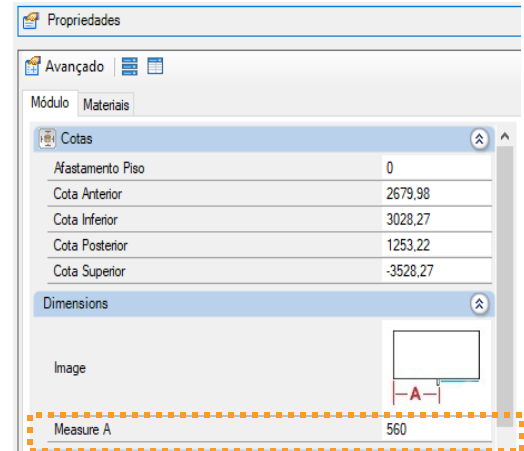 Propriedades
Avançado
Módulo Materiais
Cotas
Afastamento Piso 0
Cota Anterior 2679,98
Cota Inferior 3028,27
Cota Posterior 1253,22
Cota Superior -3528,27
Dimensions
Image
A
Measure A 560